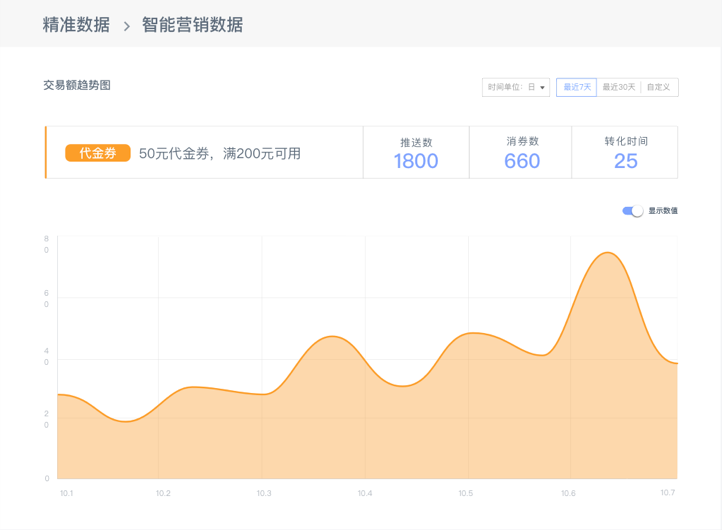 精准数据 > 智能营销数据
交易额趋势图
时间单位: 日
最近7天
最近30天
自定义
代金券
50元代金券，满200元可用
推送数
1800
消券数
660
转化时间
25
显示数值
80
60
40
20
0
10.1
10.2
10.3
10.4
10.5
10.6
10.7